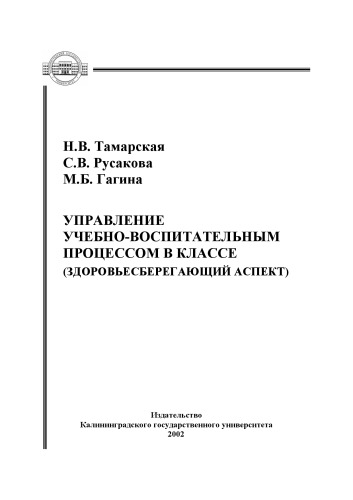 Н.В. Тамарская
С.В. Русакова
М.Б. Гагина
УПРАВЛЕНИЕ
УЧЕБНО-ВОСПИТАТЕЛЬНЫМ
ПРОЦЕССОМ В КЛАССЕ
(ЗДОРОВЬЕСБЕРЕГАЮЩИЙ АСПЕКТ)
Издательство
Калининградского государственного университета
2002